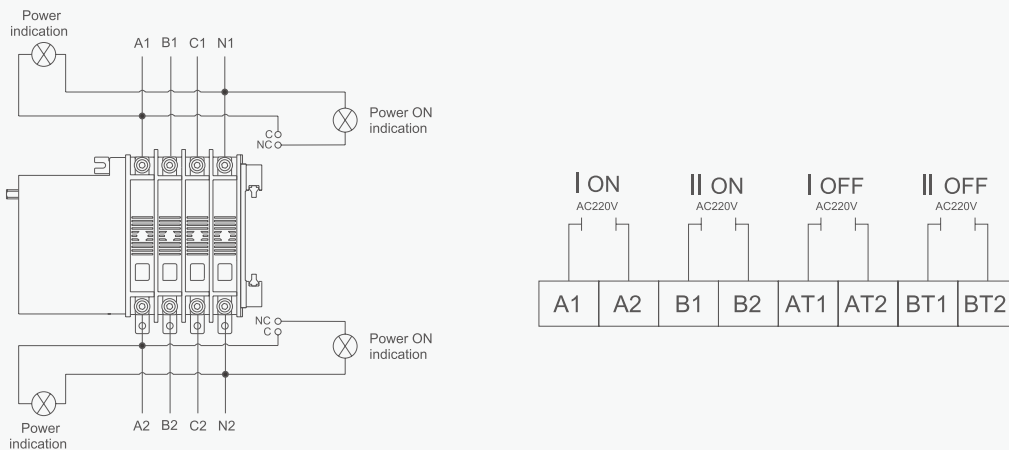 Power
indication
A1 B1 C1 N1
Power ON
indication
C
NC
NC
C
Power ON
indication
Power
indication
A2 B2 C2 N2
I ON
AC220V
II ON
AC220V
I OFF
AC220V
II OFF
AC220V
A1 A2 B1 B2 AT1 AT2 BT1 BT2